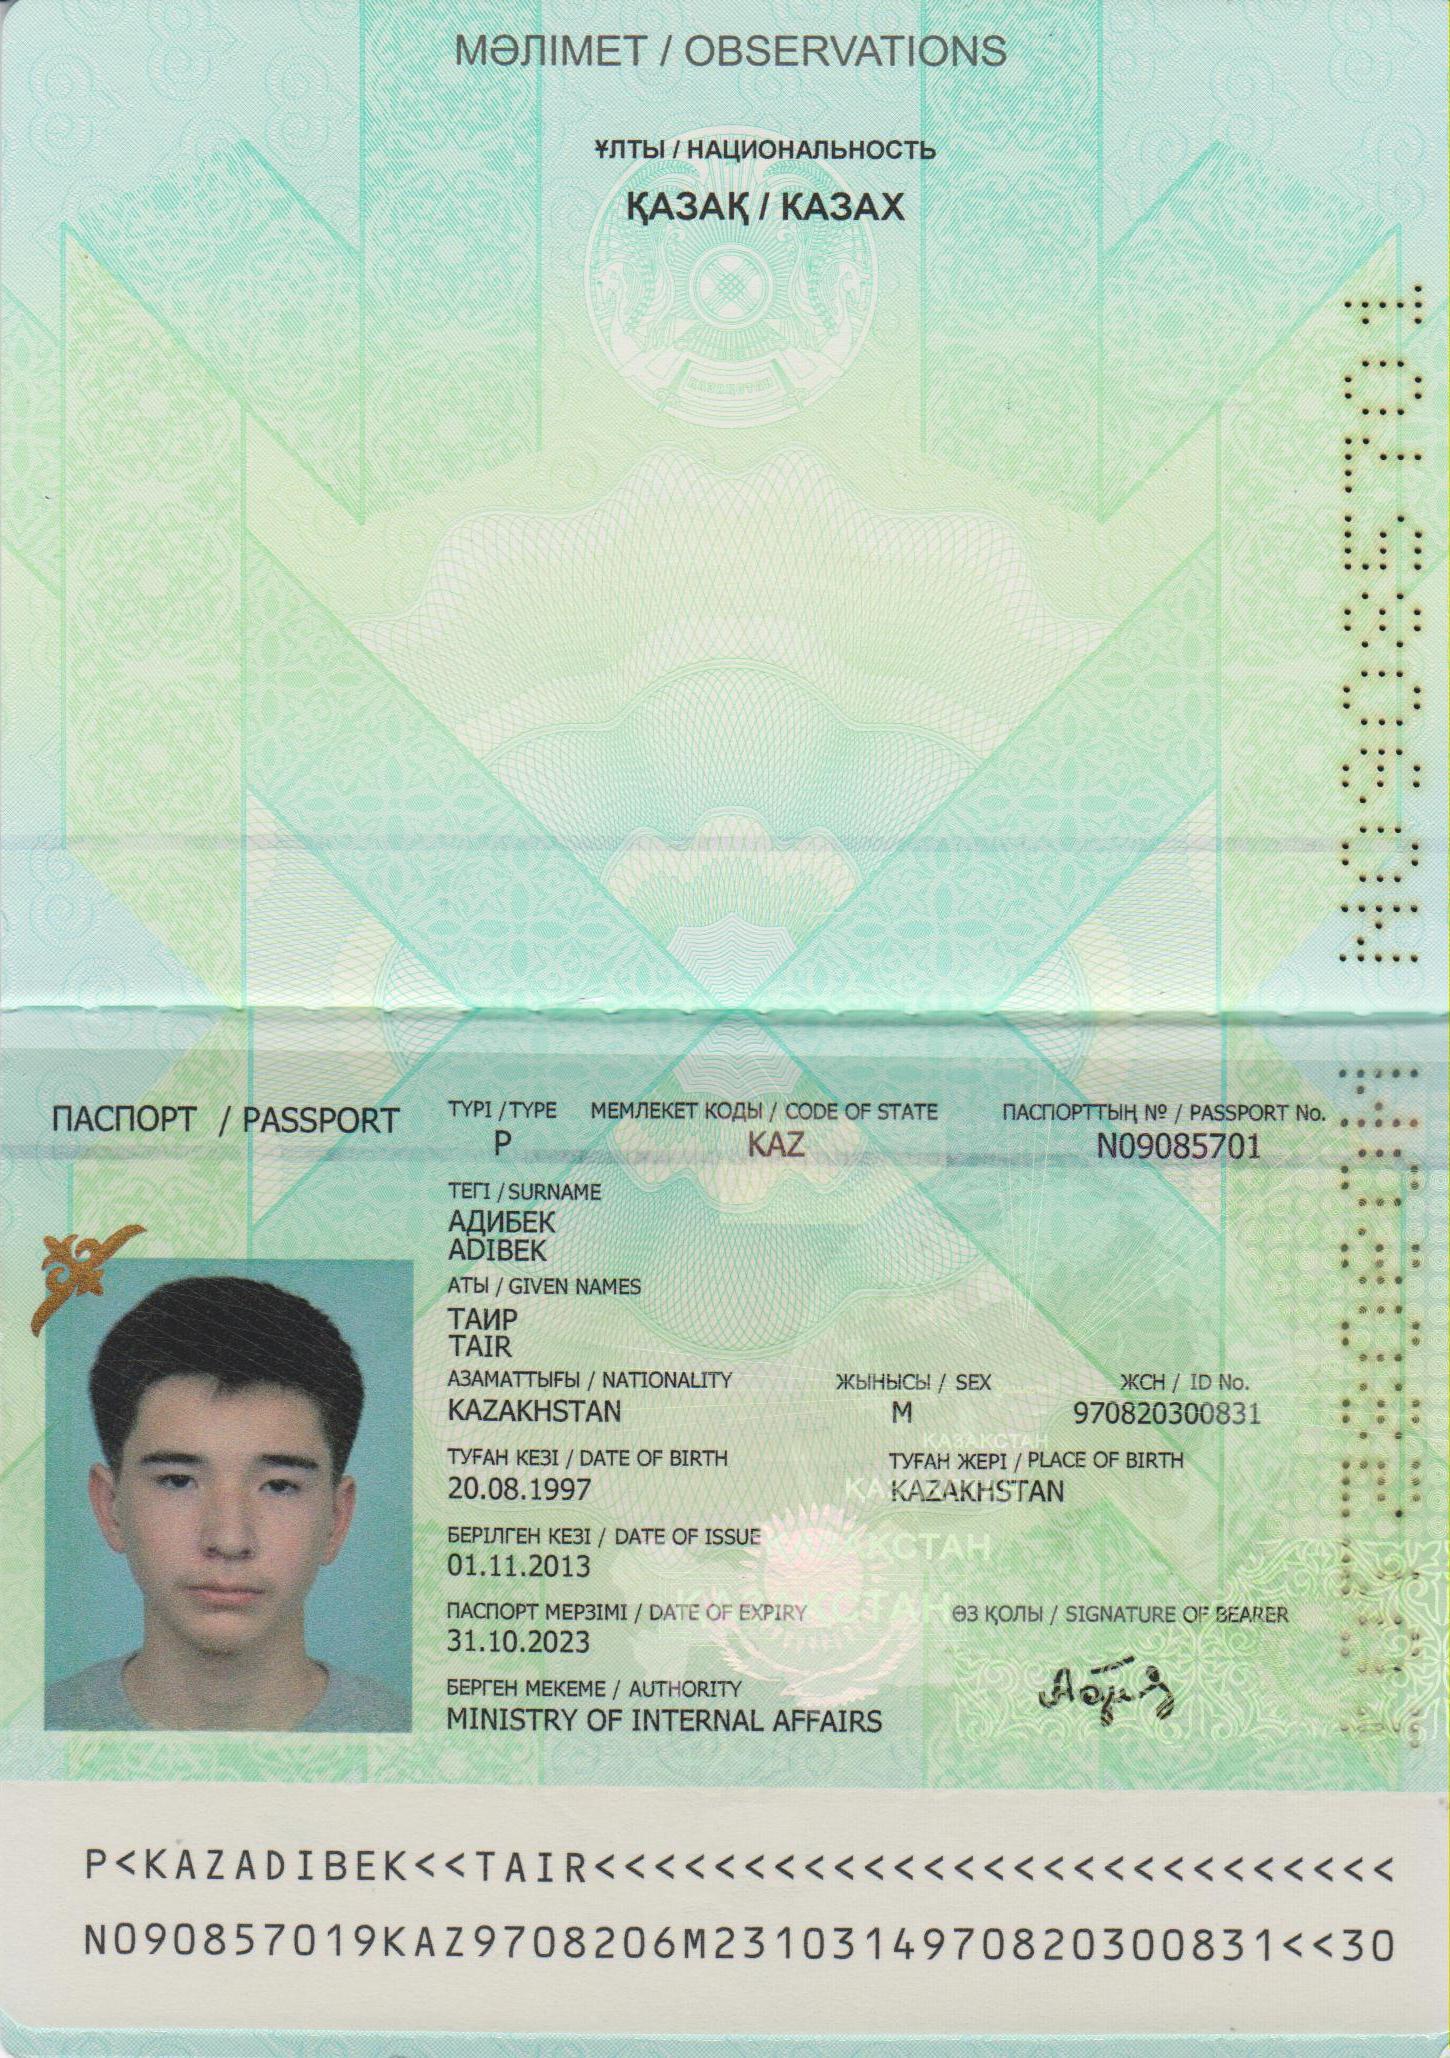 МӘЛІМЕТ / OBSERVATIONS
ҰЛТЫ / НАЦИОНАЛЬНОСТЬ
ҚАЗАҚ / КАЗАХ
ҚАЗАҚСТАН
N09085701
ПАСПОРТ / PASSPORT
ТҮРІ / TYPE
P
МЕМЛЕКЕТ КОДЫ / CODE OF STATE
KAZ
ПАСПОРТТЫҢ № / PASSPORT No.
N09085701
ТЕГІ / SURNAME
АДИБЕК
ADIBEK
АТЫ / GIVEN NAMES
ТАИР
TAIR
АЗАМАТТЫҒЫ / NATIONALITY
KAZAKHSTAN
ЖЫНЫСЫ / SEX
M
ЖСН / ID No.
970820300831
ТУҒАН КЕЗІ / DATE OF BIRTH
20.08.1997
ТУҒАН ЖЕРІ / PLACE OF BIRTH
KAZAKHSTAN
ҚАЗАҚСТАН
ҚАЗАҚСТАН
ҚАЗАҚСТАН
БЕРІЛГЕН КЕЗІ / DATE OF ISSUE
01.11.2013
ПАСПОРТ МЕРЗІМІ / DATE OF EXPIRY
31.10.2023
ӨЗ ҚОЛЫ / SIGNATURE OF BEARER
БЕРГЕН МЕКЕМЕ / AUTHORITY
MINISTRY OF INTERNAL AFFAIRS
P<KAZADIBEK<<TAIR<<<<<<<<<<<<<<<<<<<<<<<<<<<
N090857019KAZ9708206M2310314970820300831<<30